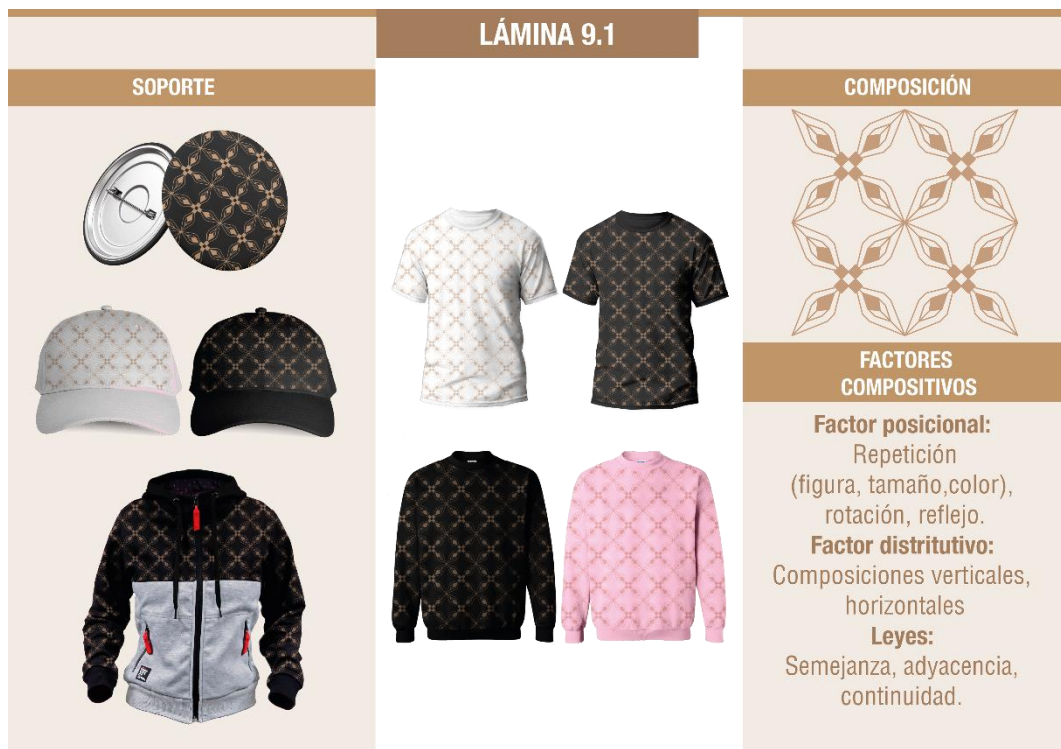 LÁMINA 9.1
SOPORTE
COMPOSICIÓN
FACTORES
COMPOSITIVOS
Factor posicional:
Repetición
(figura, tamaño,color),
rotación, reflejo.
Factor distritutivo:
Composiciones verticales,
horizontales
Leyes:
Semejanza, adyacencia,
continuidad.